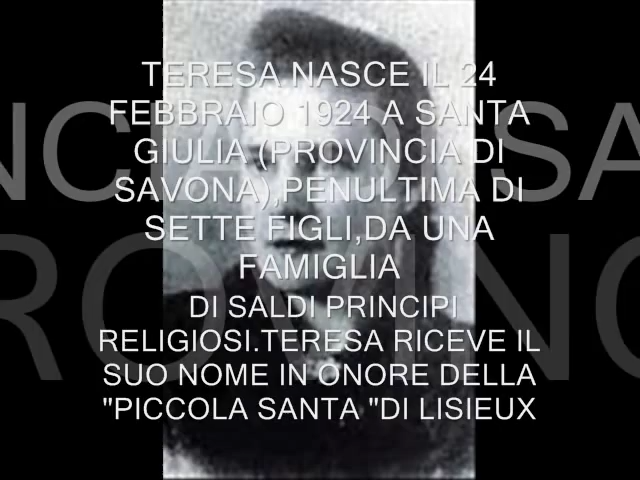 TERESA NASCE IL 24
FEBBRAIO 1924 A SANTA
GIULIA (PROVINCIA DI
SAVONA),PENULTIMA DI
SETTE FIGLI,DA UNA
FAMIGLIA
DI SALDI PRINCIPI
RELIGIOSI.TERESA RICEVE IL
SUO NOME IN ONORE DELLA
"PICCOLA SANTA "DI LISIEUX